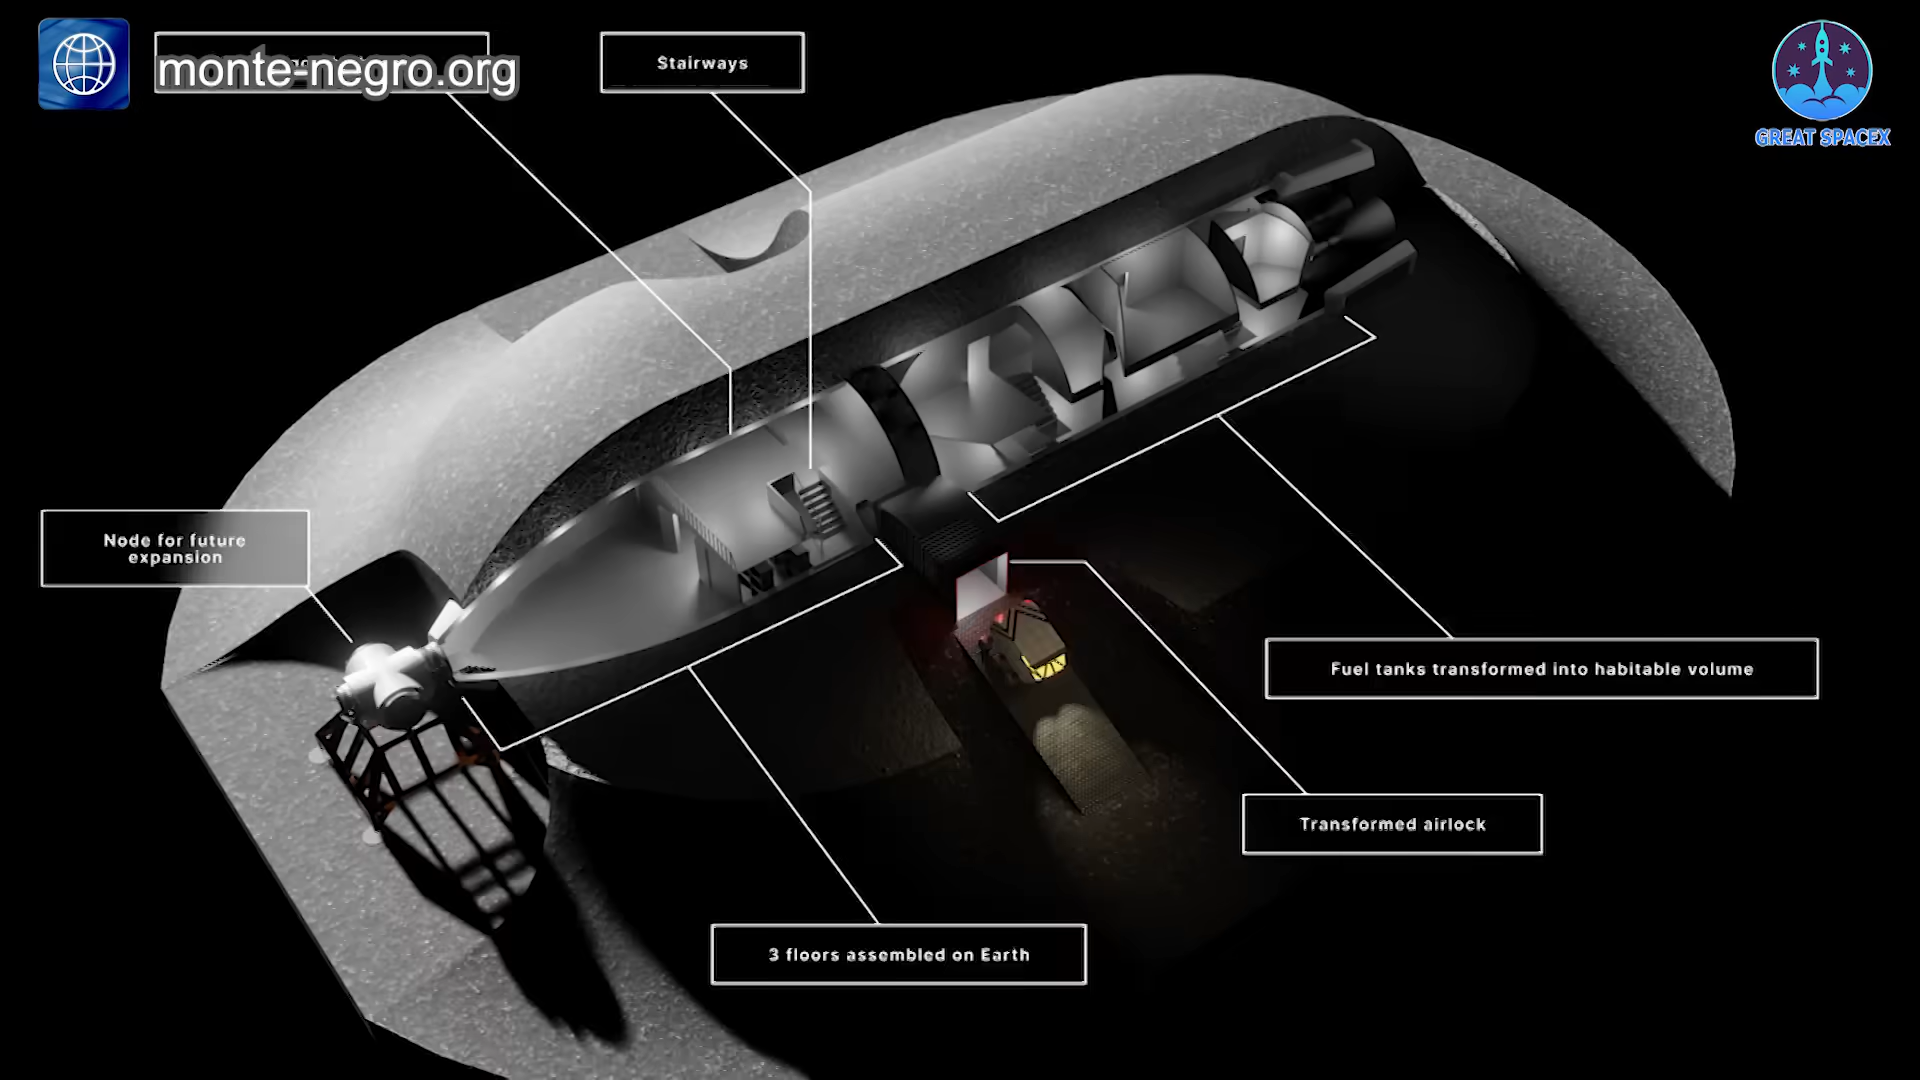 monte-negro.org
Stairways
GREAT SPACEX
Node for future
expansion
Fuel tanks transformed into habitable volume
Transformed airlock
3 floors assembled on Earth